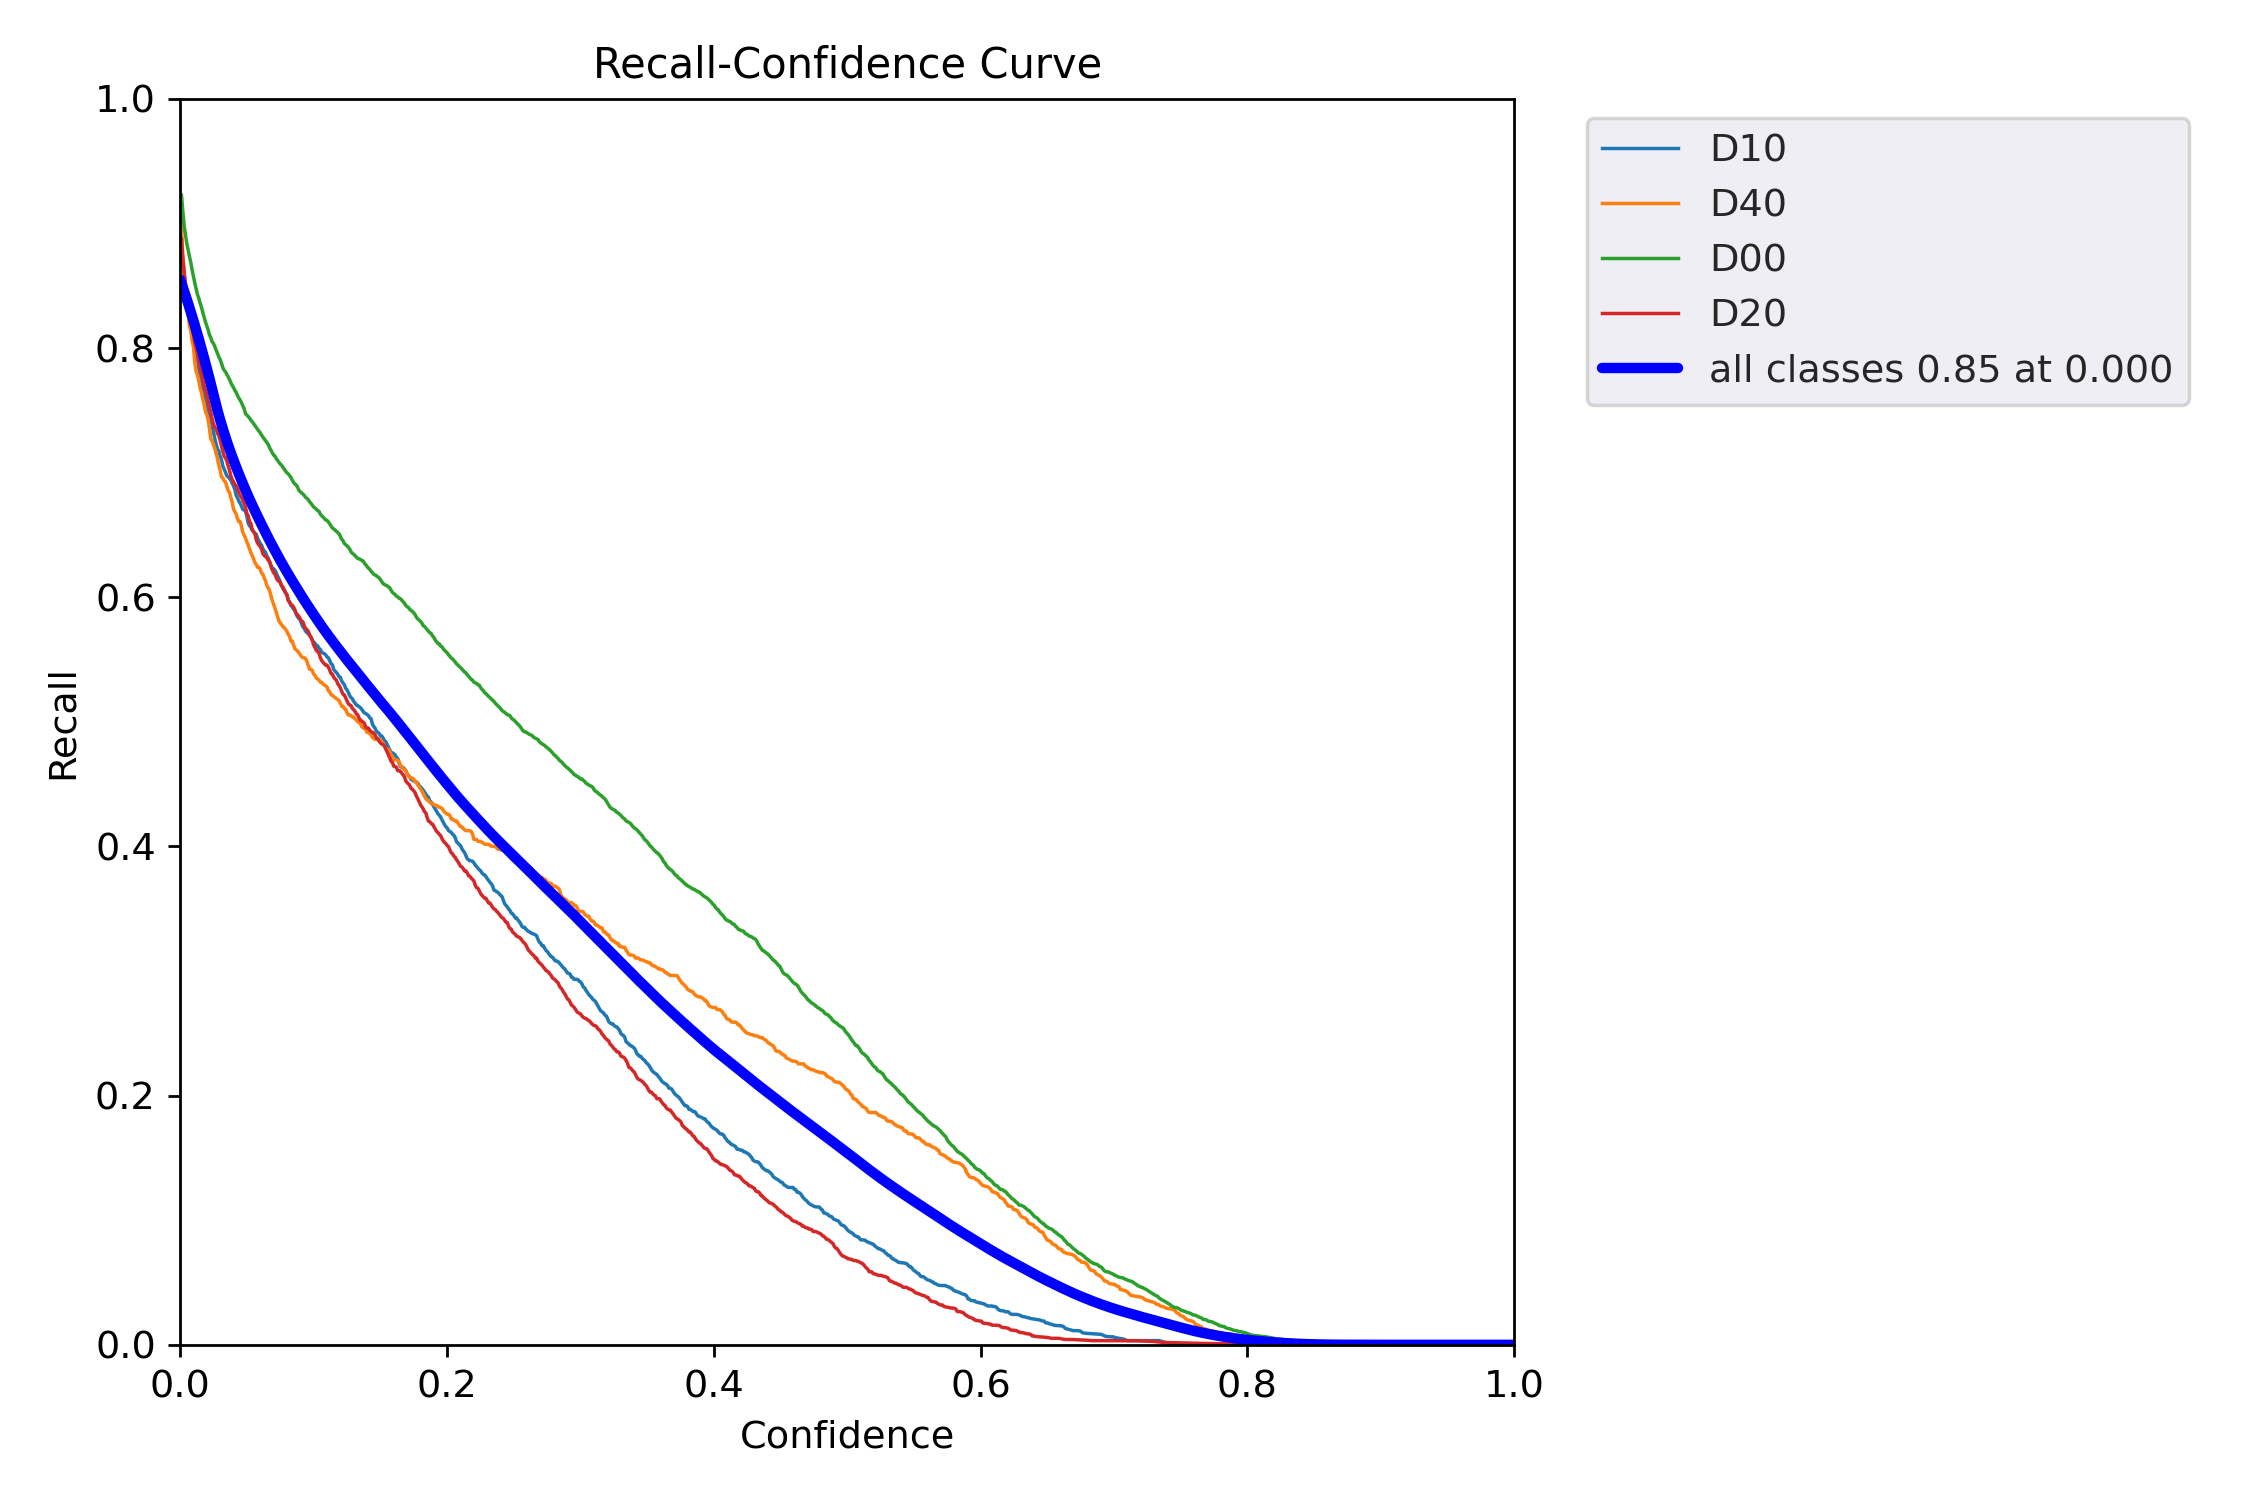 Recall-Confidence Curve
1.0
0.8
0.6
0.4
0.2
0.0
Recall
0.0 0.2 0.4 0.6 0.8 1.0
Confidence
D10
D40
D00
D20
all classes 0.85 at 0.000